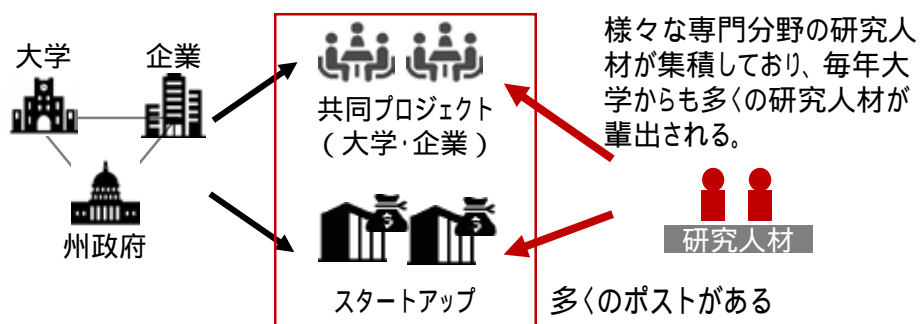 大学
企業
州政府
共同プロジェクト
(大学・企業)
スタートアップ
様々な専門分野の研究人
材が集積しており、毎年大
学からも多くの研究人材が
輩出される。
研究人材
多くのポストがある